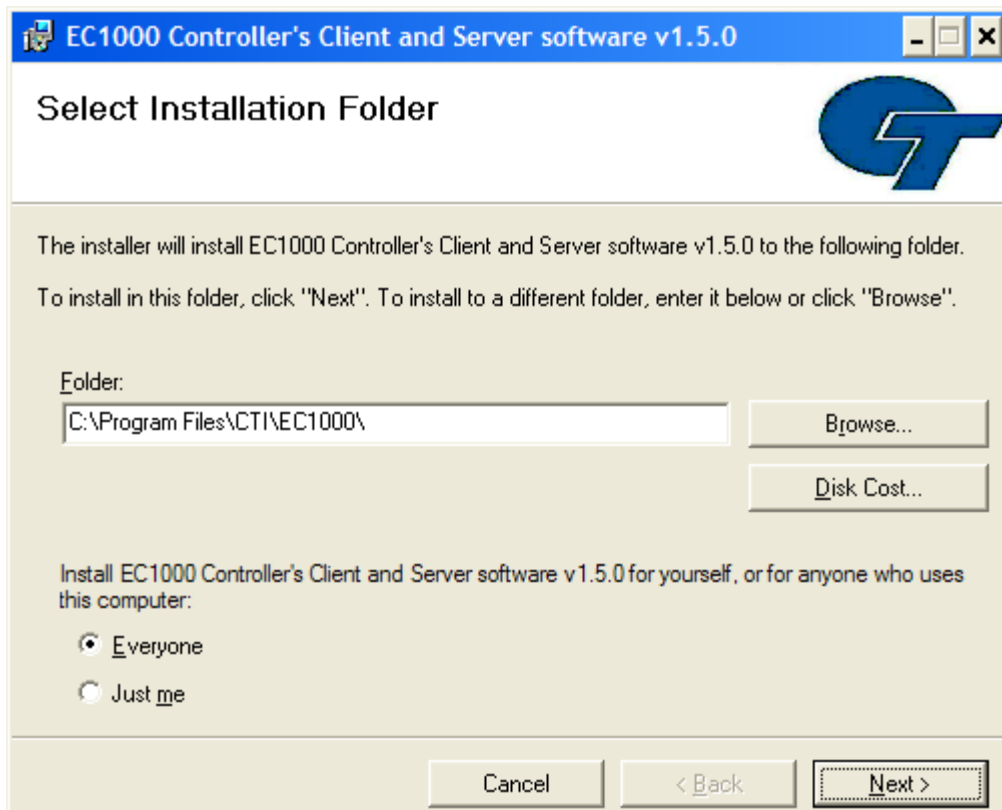 EC1000 Controller's Client and Server software v1.5.0
Select Installation Folder
CT
The installer will install EC1000 Controller's Client and Server software v1.5.0 to the following folder.
To install in this folder, click "Next". To install to a different folder, enter it below or click "Browse".
Folder:
C:\Program Files\CTI\EC1000\
Browse...
Disk Cost...
Install EC1000 Controller's Client and Server software v1.5.0 for yourself, or for anyone who uses
this computer:
Everyone
Just me
Cancel
< Back
Next >